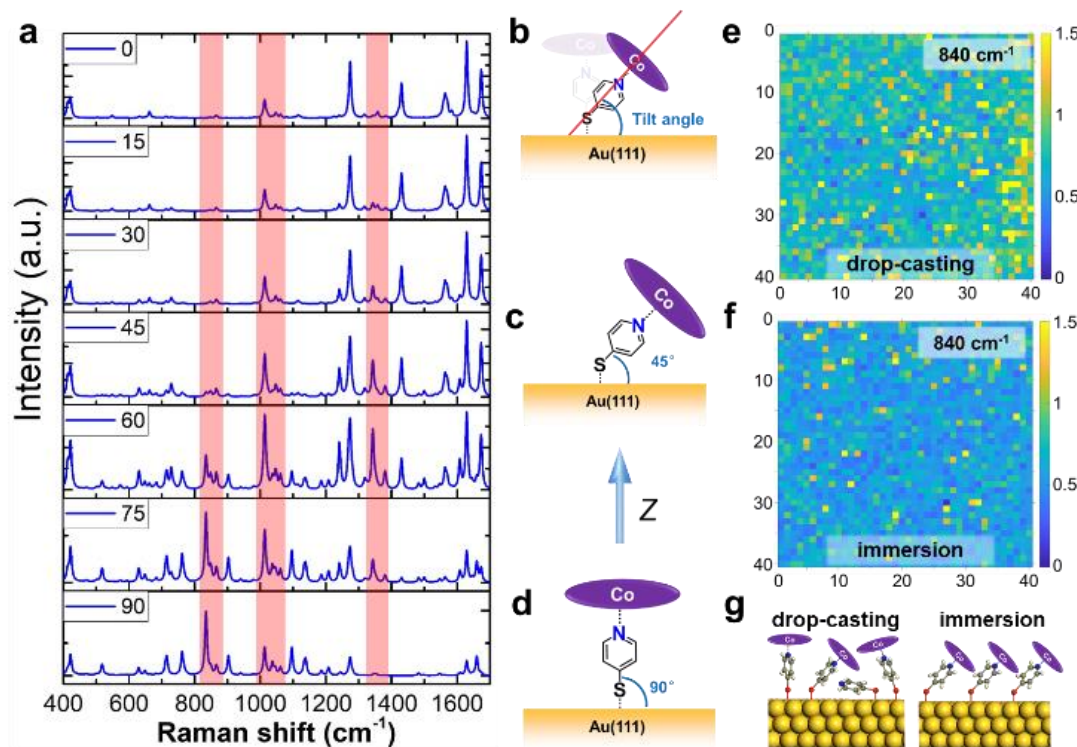 a
0
15
30
45
60
75
90
Intensity (a.u.)
400 600 800 1000 1200 1400 1600
Raman shift (cm⁻¹)
b
Co
Co
N
S
Tilt angle
Au(111)
c
Co
N
S
45°
Au(111)
Z
d
Co
N
S
90°
Au(111)
e
840 cm⁻¹
drop-casting
0
10
20
30
40
0 10 20 30 40
1.5
1
0.5
0
f
840 cm⁻¹
immersion
0
10
20
30
40
0 10 20 30 40
1.5
1
0.5
0
g
drop-casting immersion
Co Co Co Co Co Co